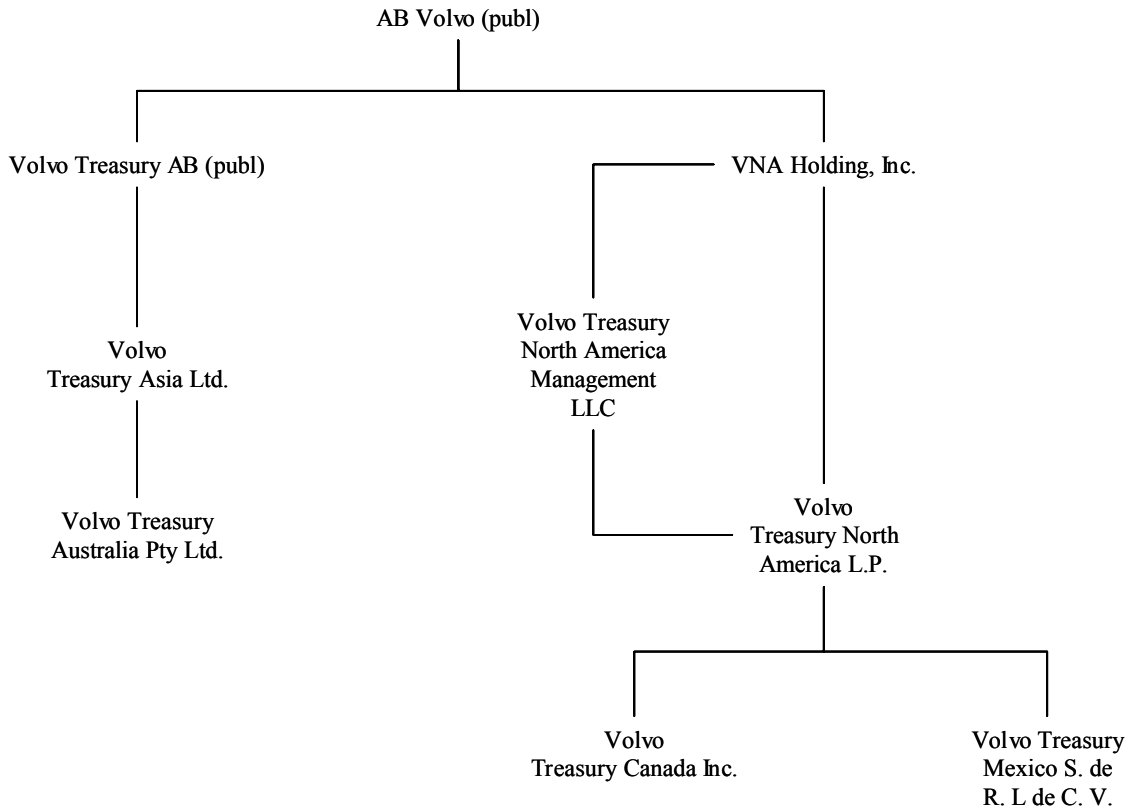 AB Volvo (publ)
Volvo Treasury AB (publ)
VNA Holding, Inc.
Volvo Treasury
North America
Management
LLC
Volvo
Treasury Asia Ltd.
Volvo
Treasury North
America L.P.
Volvo Treasury
Australia Pty Ltd.
Volvo
Treasury Canada Inc.
Volvo Treasury
Mexico S. de
R. L de C. V.